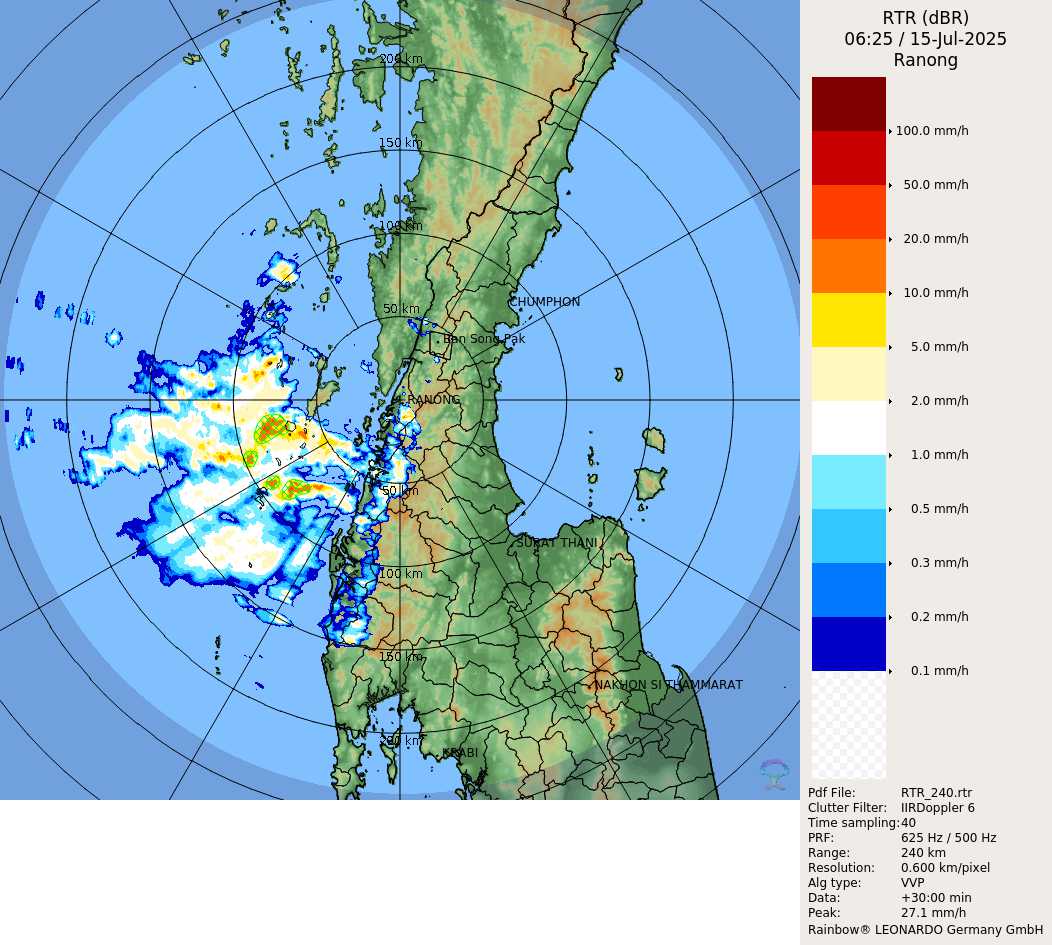 RTR (dBR)
06:25 / 15-Jul-2025
Ranong
100.0 mm/h
50.0 mm/h
20.0 mm/h
10.0 mm/h
5.0 mm/h
2.0 mm/h
1.0 mm/h
0.5 mm/h
0.3 mm/h
0.2 mm/h
0.1 mm/h
Pdf File: RTR_240.rtr
Clutter Filter: IIRDoppler 6
Time sampling: 40
PRF: 625 Hz / 500 Hz
Range: 240 km
Resolution: 0.600 km/pixel
Alg type: VVP
Data: +30:00 min
Peak: 27.1 mm/h
Rainbow® LEONARDO Germany GmbH
200 km
150 km
100 km
50 km
CHUMPHON
Ban Song Pak
RANONG
50 km
SURAT THANI
100 km
150 km
NAKHON SI THAMMARAT
200 km
KRABI